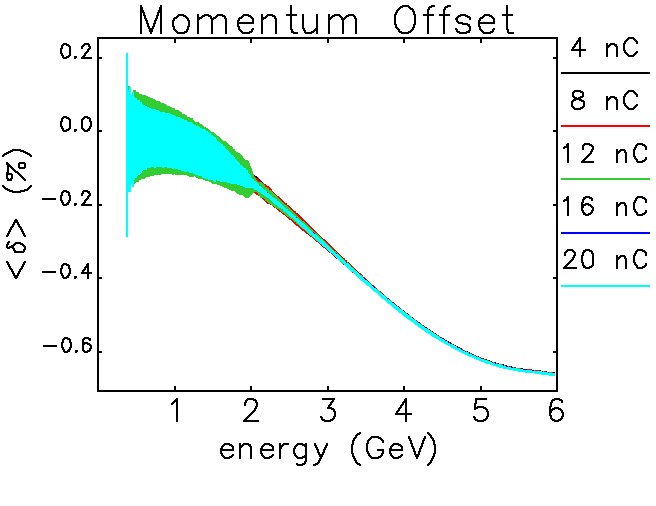 Momentum Offset
4 nC
8 nC
12 nC
16 nC
20 nC
0.2
0.0
−0.2
−0.4
−0.6
<δ> (%)
1 2 3 4 5 6
energy (GeV)